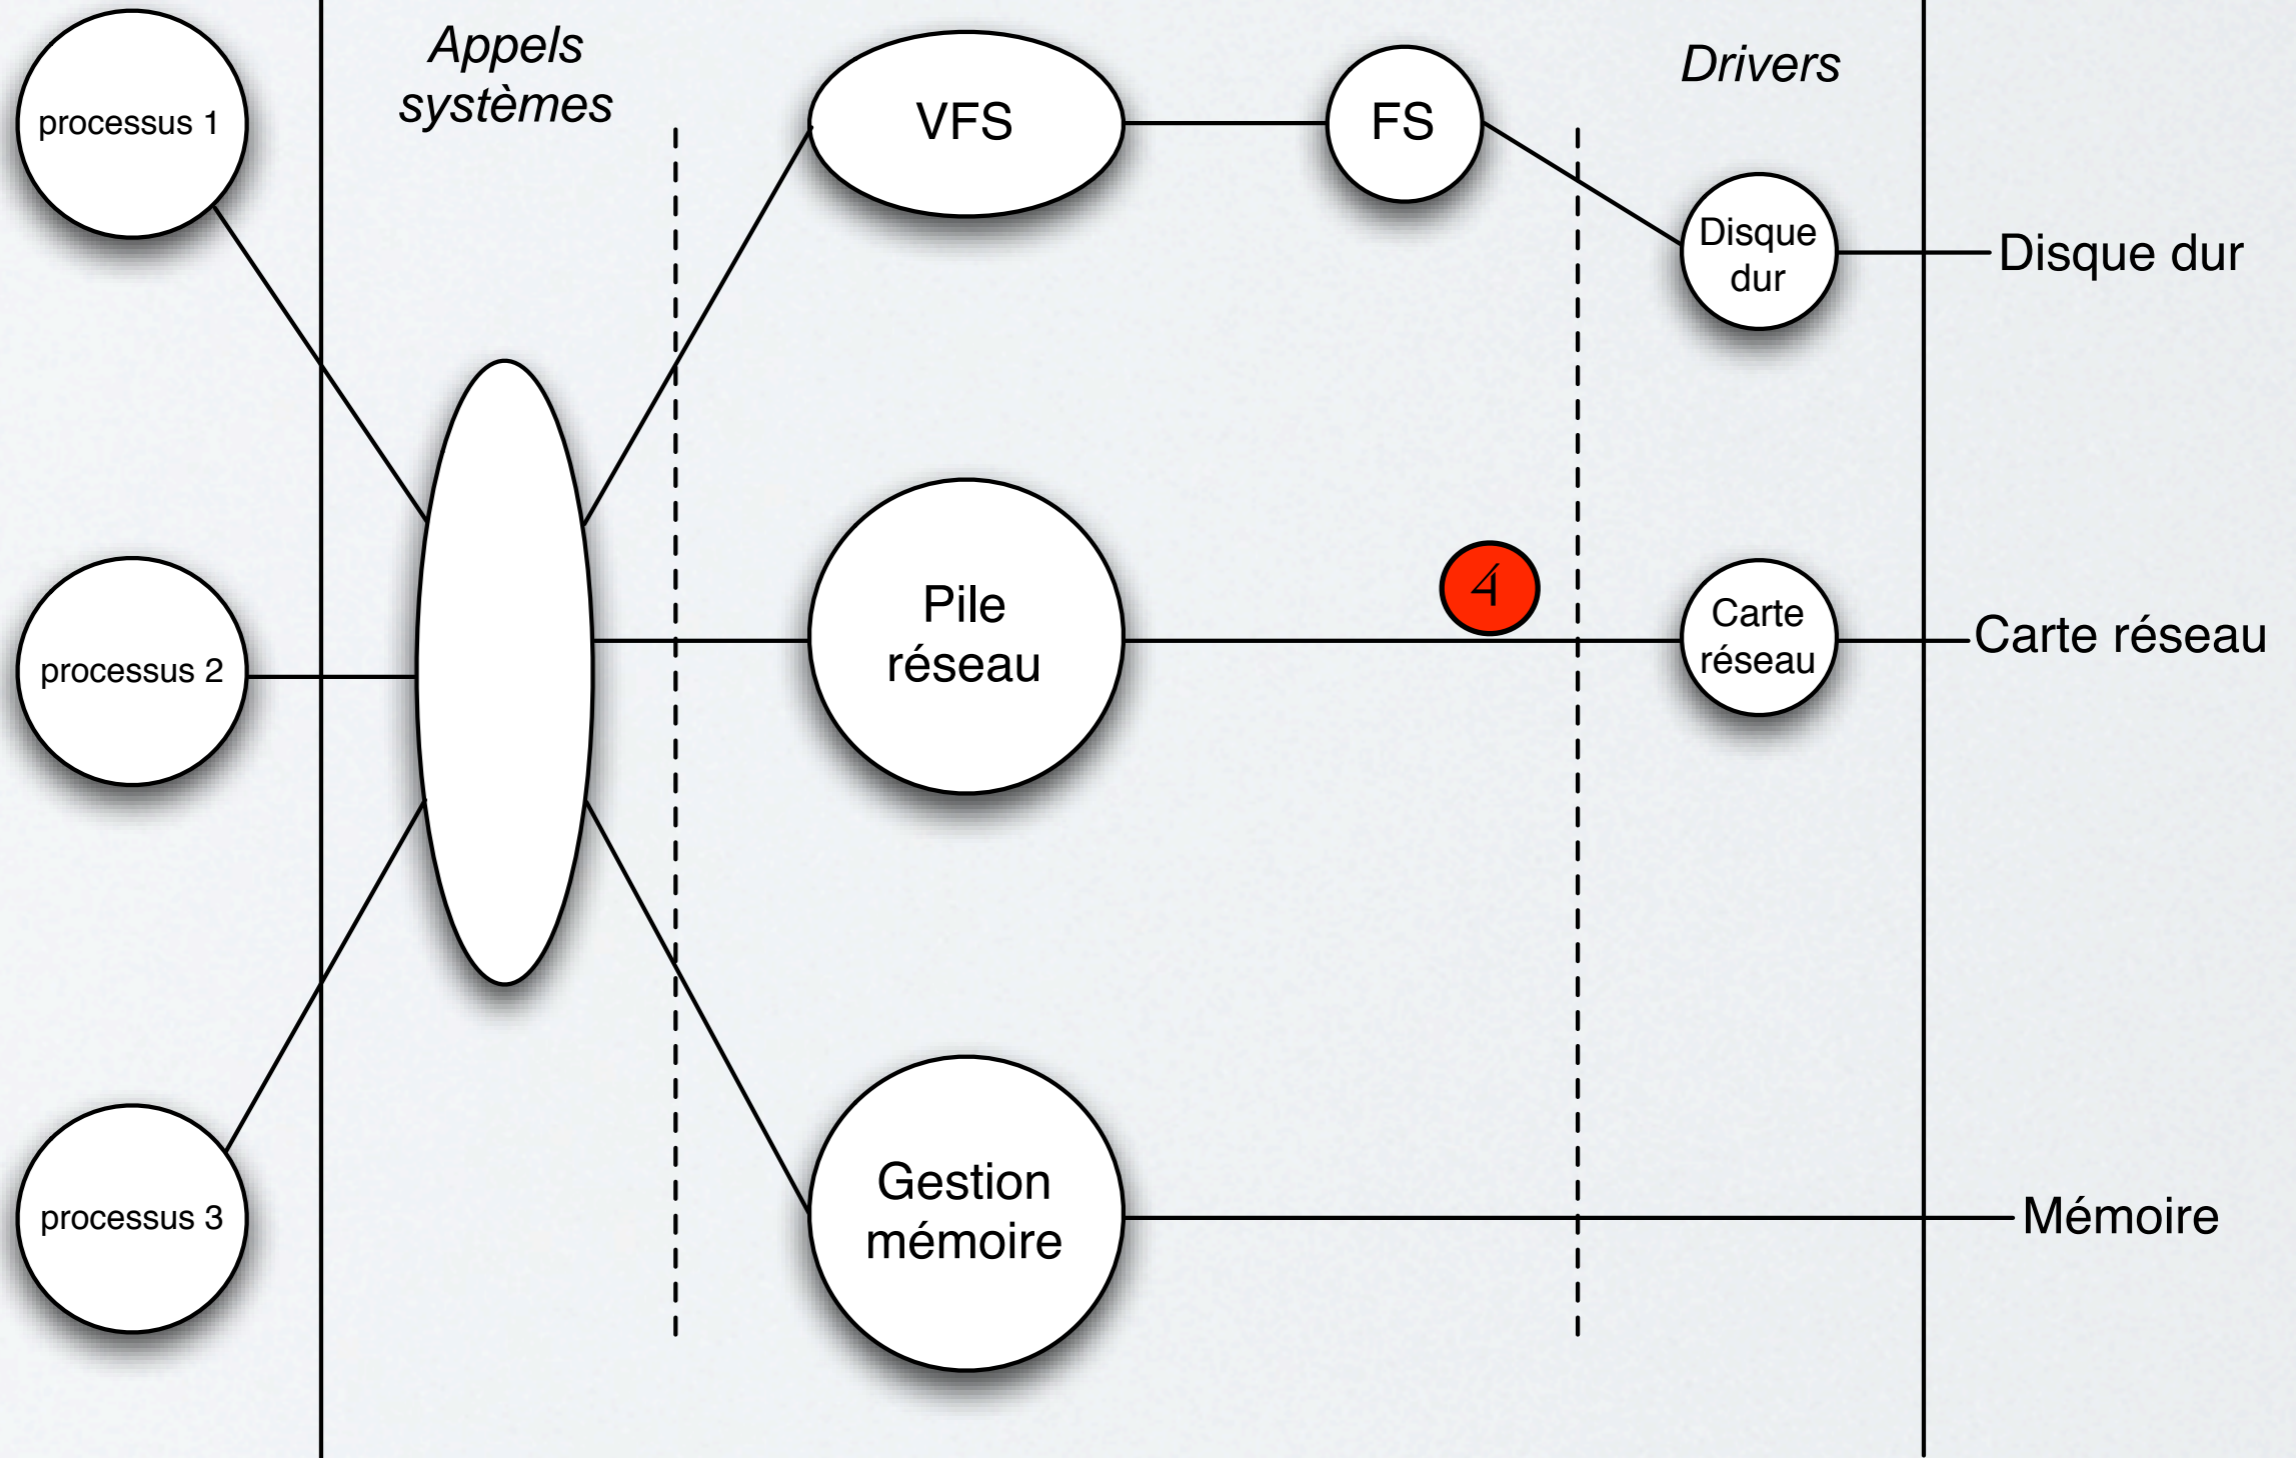 processus 1
Appels
systèmes
VFS
FS
Drivers
Disque
dur
Disque dur
processus 2
Pile
réseau
4
Carte
réseau
Carte réseau
processus 3
Gestion
mémoire
Mémoire